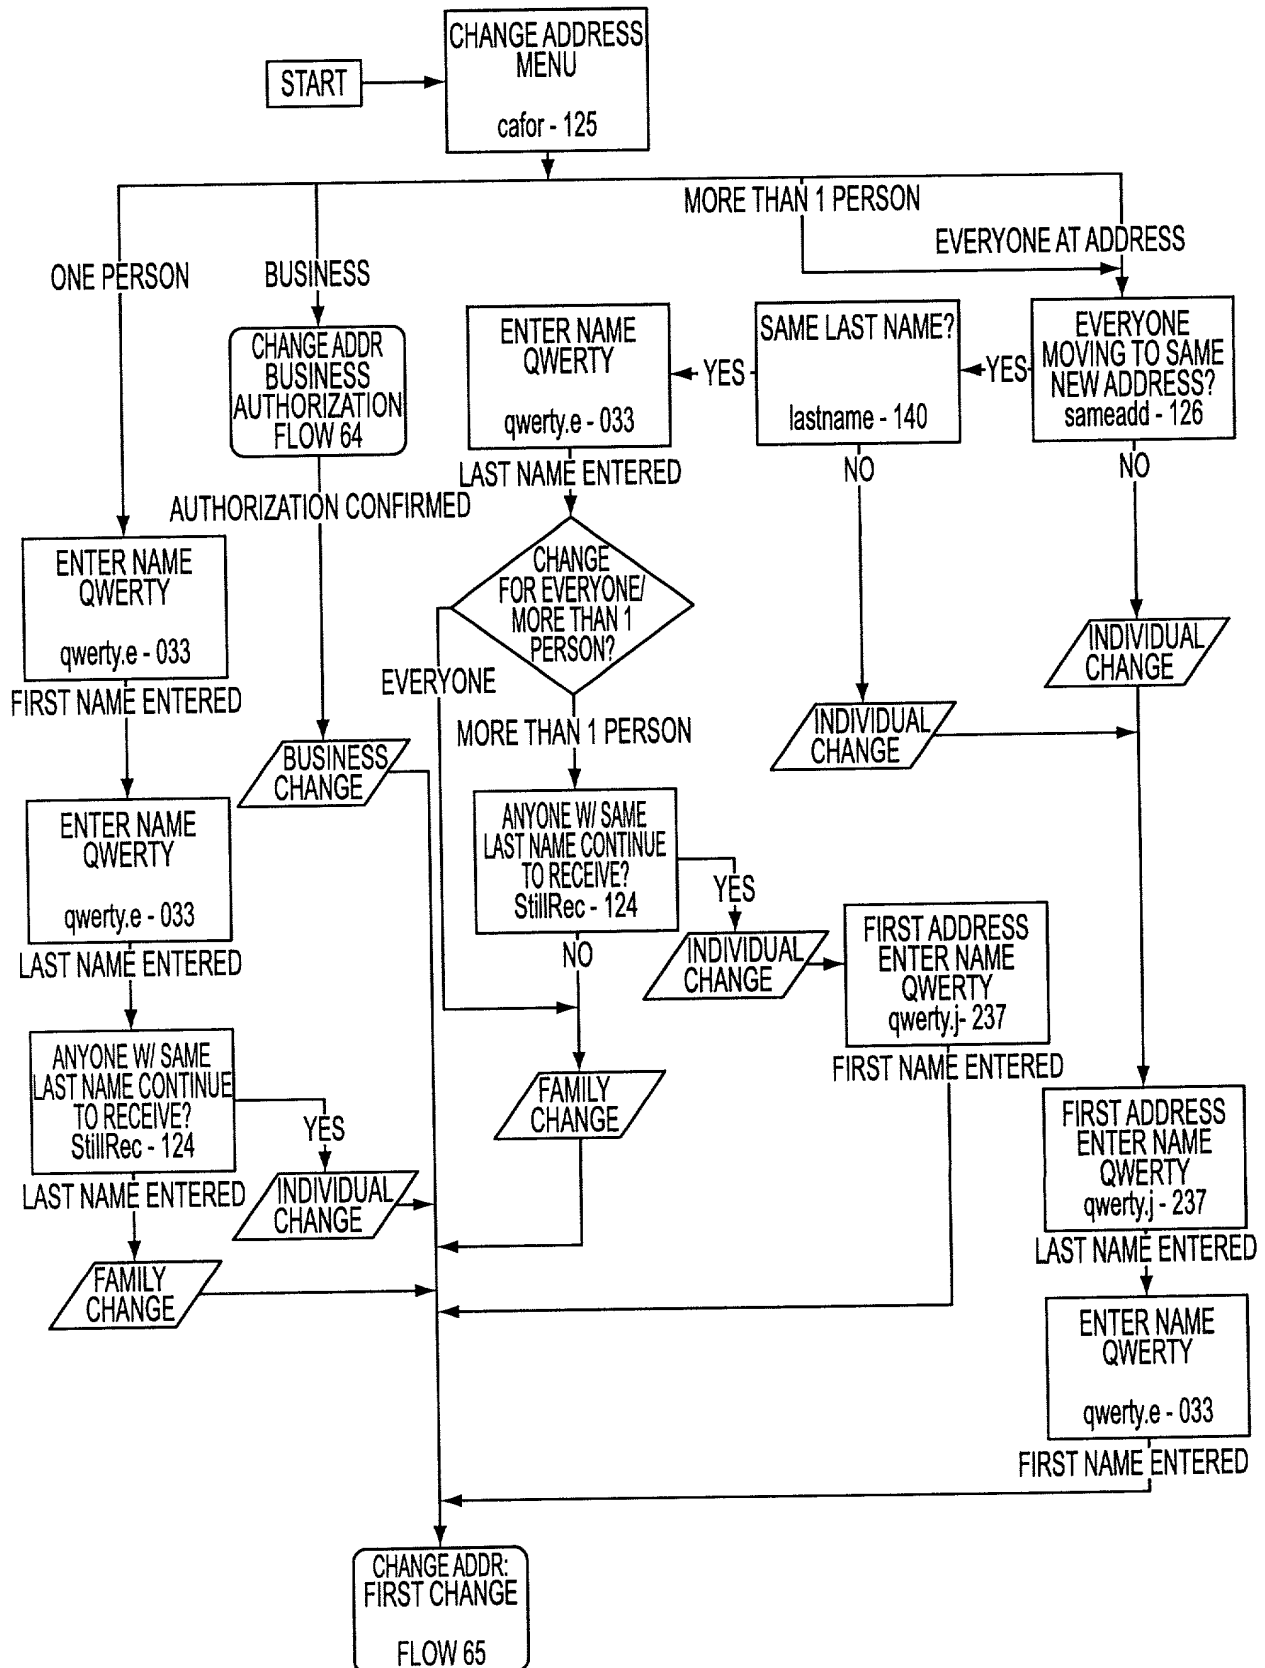 START
CHANGE ADDRESS
MENU
cafor - 125
MORE THAN 1 PERSON
EVERYONE AT ADDRESS
ONE PERSON
BUSINESS
CHANGE ADDR
BUSINESS
AUTHORIZATION
FLOW 64
AUTHORIZATION CONFIRMED
ENTER NAME
QWERTY
qwerty.e - 033
LAST NAME ENTERED
YES
SAME LAST NAME?
lastname - 140
NO
YES
EVERYONE
MOVING TO SAME
NEW ADDRESS?
sameadd - 126
NO
ENTER NAME
QWERTY
qwerty.e - 033
FIRST NAME ENTERED
CHANGE
FOR EVERYONE/
MORE THAN 1
PERSON?
EVERYONE
MORE THAN 1 PERSON
INDIVIDUAL
CHANGE
INDIVIDUAL
CHANGE
BUSINESS
CHANGE
ENTER NAME
QWERTY
qwerty.e - 033
LAST NAME ENTERED
ANYONE W/ SAME
LAST NAME CONTINUE
TO RECEIVE?
StillRec - 124
YES
NO
INDIVIDUAL
CHANGE
FIRST ADDRESS
ENTER NAME
QWERTY
qwerty.j- 237
FIRST NAME ENTERED
ANYONE W/ SAME
LAST NAME CONTINUE
TO RECEIVE?
StillRec - 124
YES
LAST NAME ENTERED
INDIVIDUAL
CHANGE
FAMILY
CHANGE
FAMILY
CHANGE
FIRST ADDRESS
ENTER NAME
QWERTY
qwerty.j - 237
LAST NAME ENTERED
ENTER NAME
QWERTY
qwerty.e - 033
FIRST NAME ENTERED
CHANGE ADDR:
FIRST CHANGE
FLOW 65